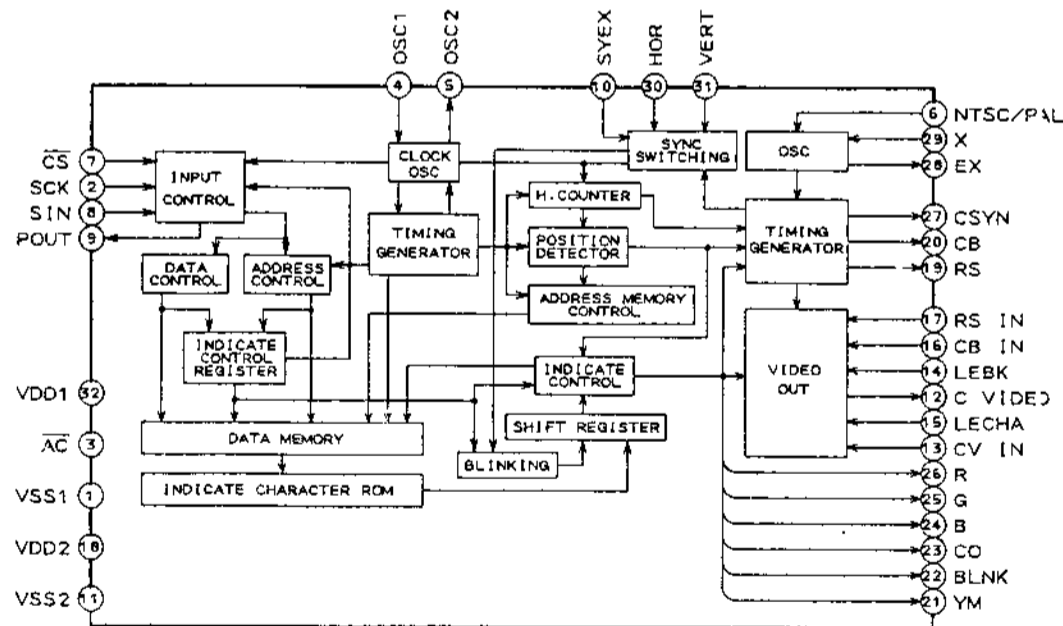 OSC1
OSC2
SYEX
HOR
VERT
4
5
10
30
31
6 NTSC/PAL
29 X
28 EX
CS 7
SCK 2
SIN 8
POUT 9
INPUT
CONTROL
CLOCK
OSC
SYNC
SWITCHING
OSC
H.COUNTER
TIMING
GENERATOR
POSITION
DETECTOR
TIMING
GENERATOR
27 CSYN
20 CB
19 RS
DATA
CONTROL
ADDRESS
CONTROL
ADDRESS MEMORY
CONTROL
INDICATE
CONTROL
REGISTER
INDICATE
CONTROL
VIDEO
OUT
17 RS IN
16 CB IN
14 LEBK
12 C VIDEO
15 LECHA
13 CV IN
VDD1 32
AC 3
VSS1 1
VDD2 18
VSS2 11
SHIFT REGISTER
DATA MEMORY
BLINKING
INDICATE CHARACTER ROM
26 R
25 G
24 B
23 CO
22 BLNK
21 YM